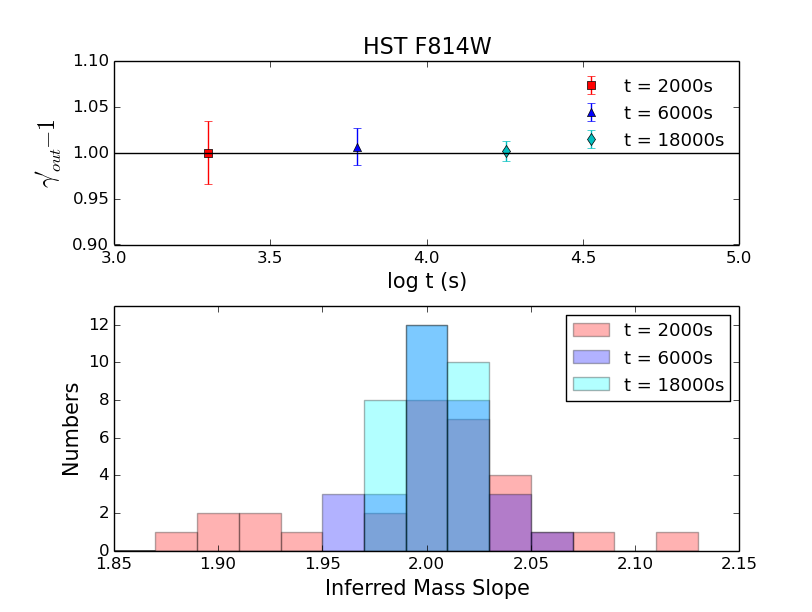 HST F814W
1.10
1.05
1.00
0.95
0.90
γ′out−1
t = 2000s
t = 6000s
t = 18000s
3.0 3.5 4.0 4.5 5.0
log t (s)
12
10
8
6
4
2
0
Numbers
t = 2000s
t = 6000s
t = 18000s
1.85 1.90 1.95 2.00 2.05 2.10 2.15
Inferred Mass Slope